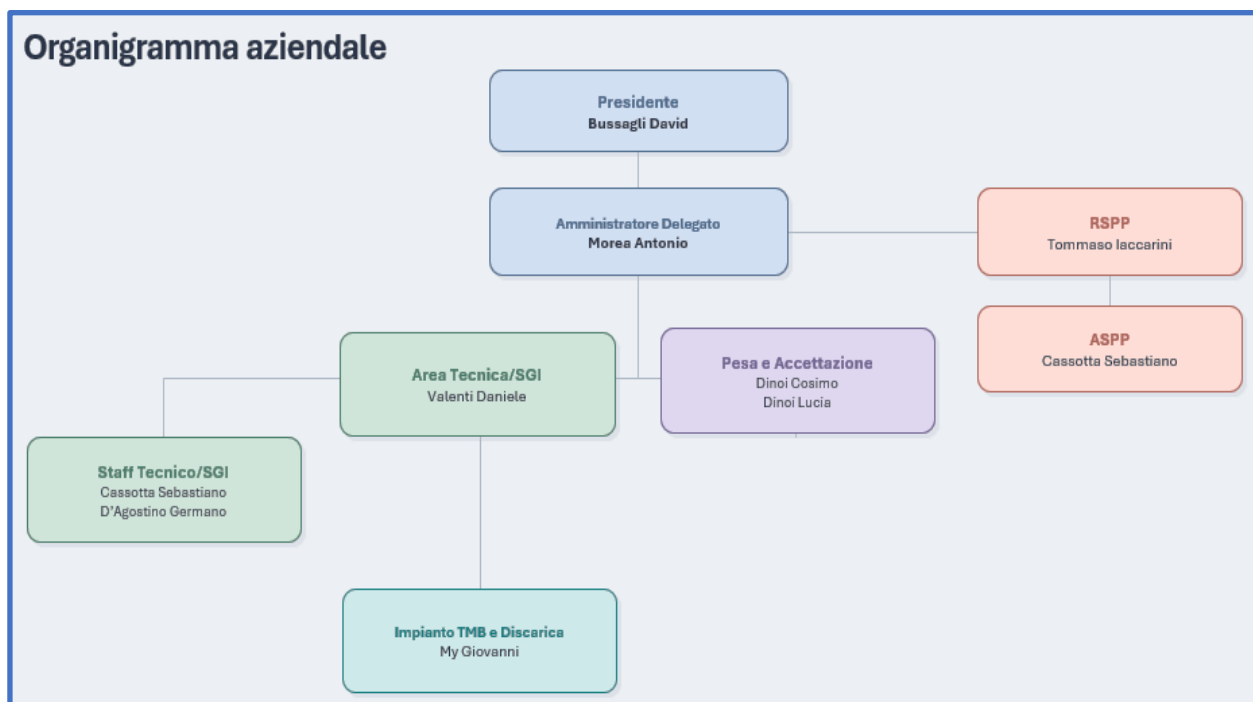 Organigramma aziendale
Presidente
Bussagli David
Amministratore Delegato
Morea Antonio
RSPP
Tommaso Iaccarini
ASPP
Cassotta Sebastiano
Area Tecnica/SGI
Valenti Daniele
Pesa e Accettazione
Dinoi Cosimo
Dinoi Lucia
Staff Tecnico/SGI
Cassotta Sebastiano
D'Agostino Germano
Impianto TMB e Discarica
My Giovanni